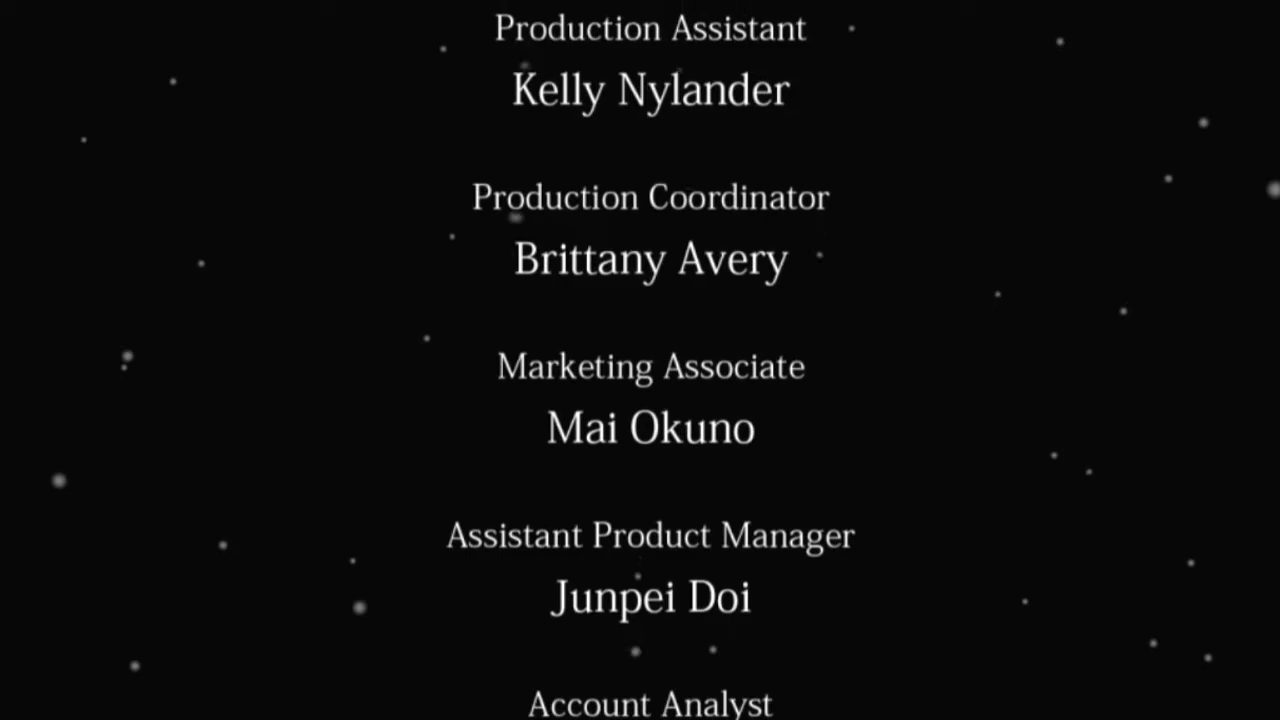 Production Assistant
Kelly Nylander
Production Coordinator
Brittany Avery
Marketing Associate
Mai Okuno
Assistant Product Manager
Junpei Doi
Account Analyst